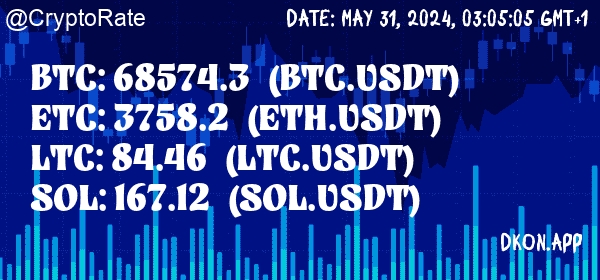 @CryptoRate
DATE: MAY 31, 2024, 03:05:05 GMT+1
BTC: 68574.3 (BTC.USDT)
ETC: 3758.2 (ETH.USDT)
LTC: 84.46 (LTC.USDT)
SOL: 167.12 (SOL.USDT)
DKON.APP